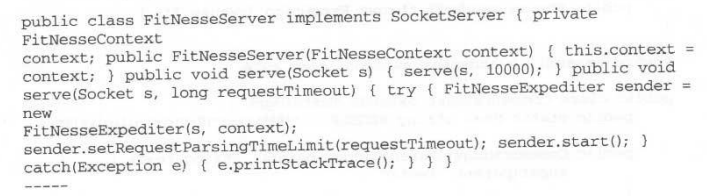 public class FitNesseServer implements SocketServer { private
FitNesseContext
context; public FitNesseServer(FitNesseContext context) { this.context =
context; } public void serve(Socket s) { serve(s, 10000); } public void
serve(Socket s, long requestTimeout) { try { FitNesseExpediter sender =
new
FitNesseExpediter(s, context);
sender.setRequestParsingTimeLimit(requestTimeout); sender.start(); }
catch(Exception e) { e.printStackTrace(); } } }
-----